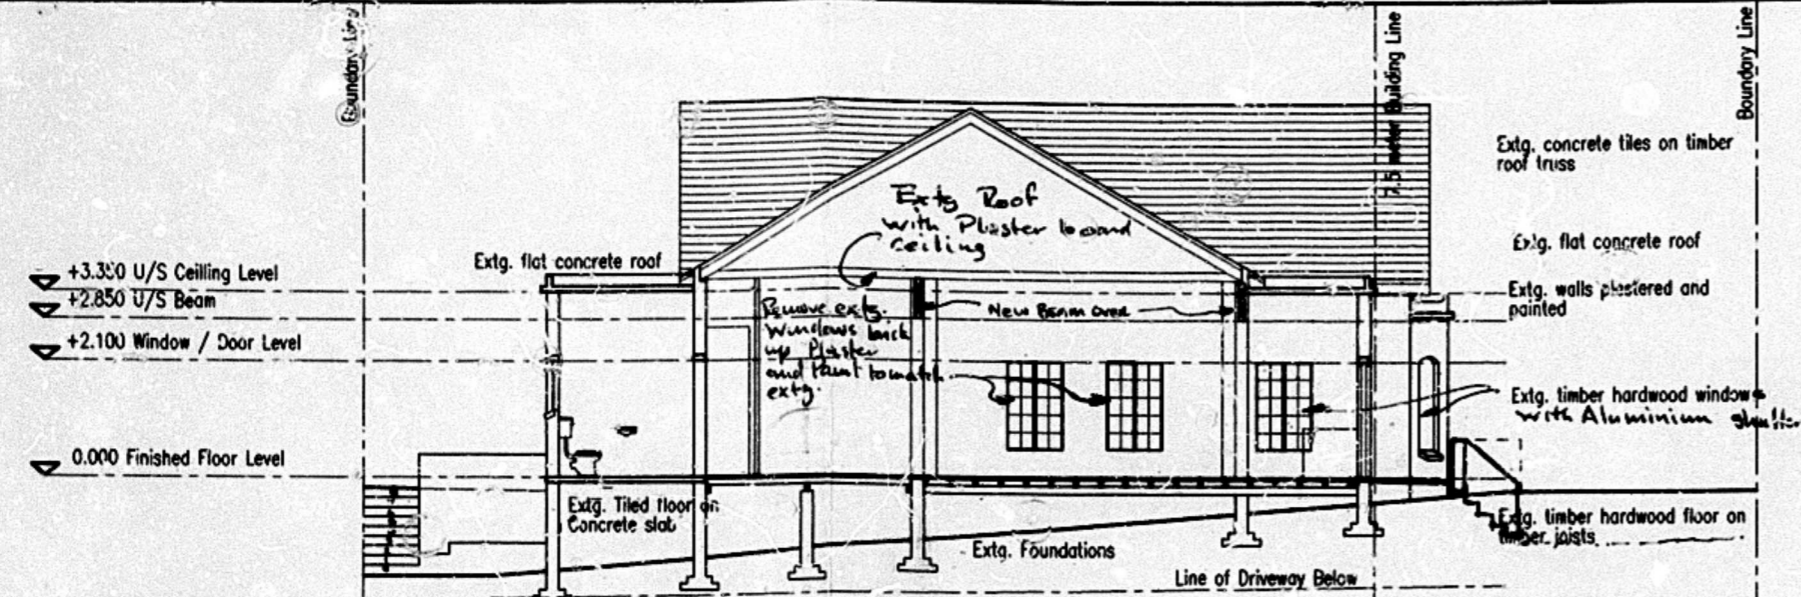 Boundary Line
7.5 meter Building Line
Boundary Line
Extg. concrete tiles on timber
roof truss
Extg Roof
with Plaster board
ceiling
Extg. flat concrete roof
Extg. flat concrete roof
+3.350 U/S Ceilling Level
+2.850 U/S Beam
+2.100 Window / Door Level
0.000 Finished Floor Level
Extg. walls plastered and
painted
Remove extg.
windows brick
up Plaster
and Paint to match
extg.
New Beam over
Extg. timber hardwood windows
with Aluminium
Extg. Tiled floor on
Concrete slab
Extg. Foundations
Extg. timber hardwood floor on
timber joists
Line of Driveway Below